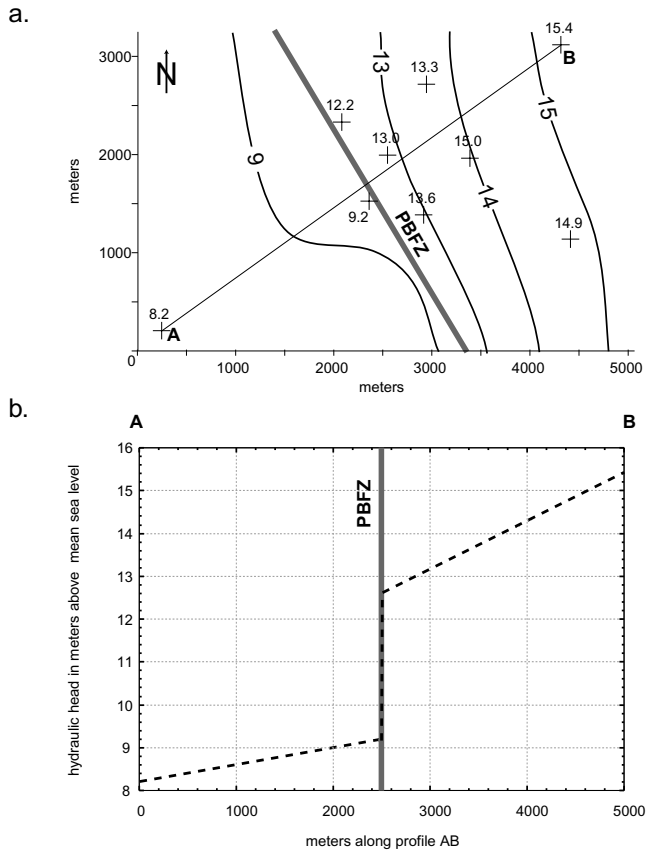 a.
3000
2000
1000
0
meters
N
15.4
B
13
13.3
15
12.2
13.0
15.0
9
14
9.2
13.6
PBFZ
14.9
8.2
A
1000
2000
3000
4000
5000
meters
b.
A
B
16
15
14
13
12
11
10
9
8
hydraulic head in meters above mean sea level
PBFZ
0
1000
2000
3000
4000
5000
meters along profile AB